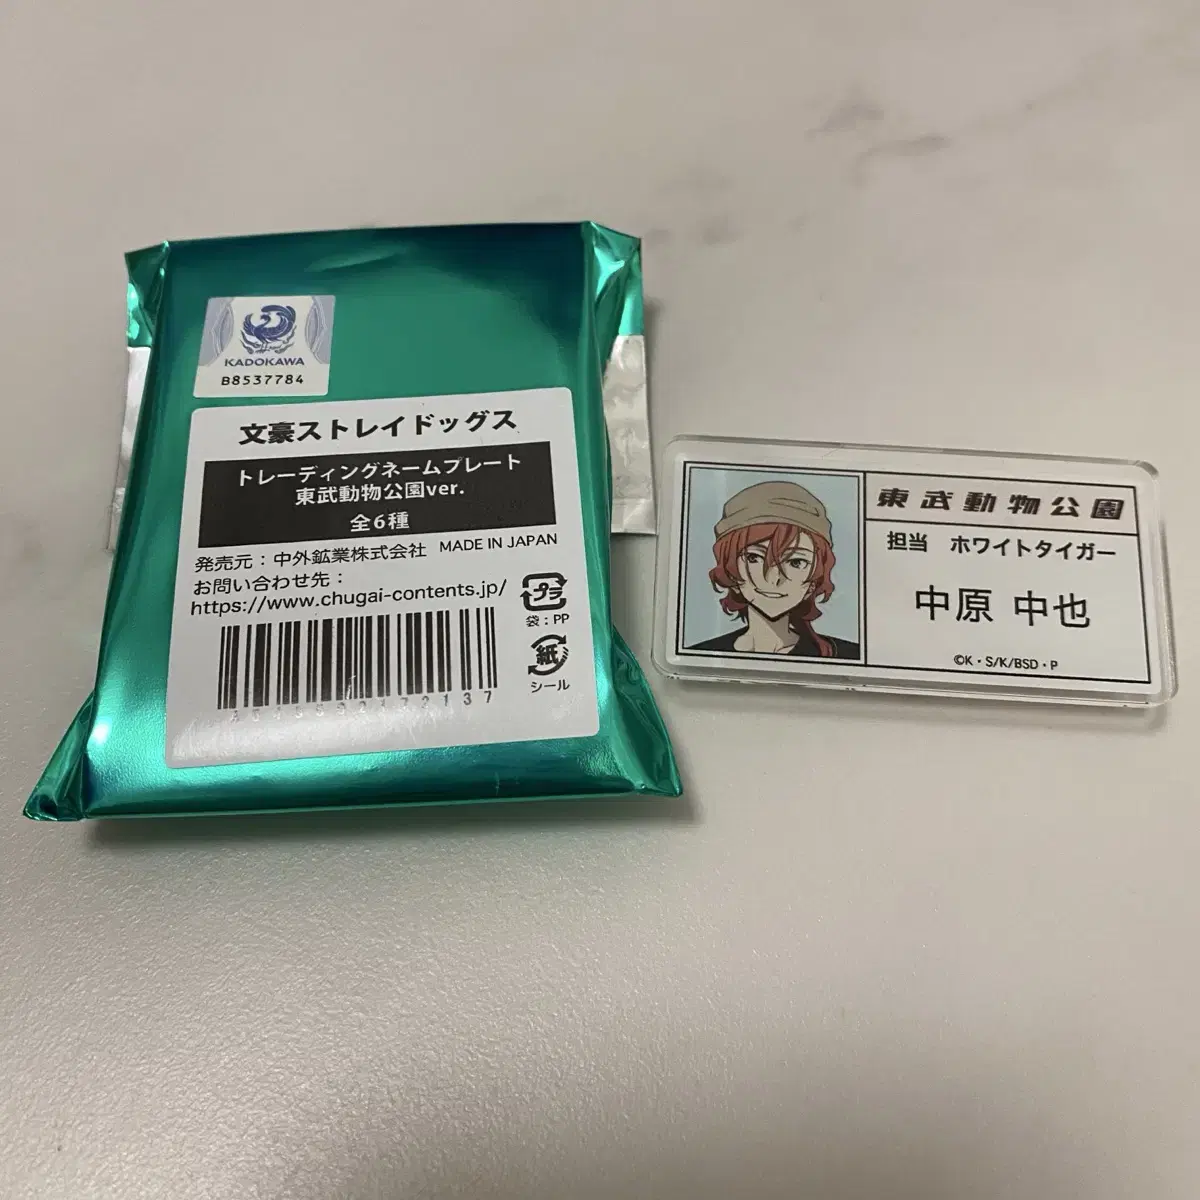 KADOKAWA
B8537784
文豪ストレイドッグス
トレーディングネームプレート
東武動物公園ver.
全6種
発売元：中外鉱業株式会社 MADE IN JAPAN
お問い合わせ先：
https://www.chugai-contents.jp/
プラ
袋：PP
紙
シール
東武動物公園
担当 ホワイトタイガー
中原 中也
©K・S/K/BSD・P